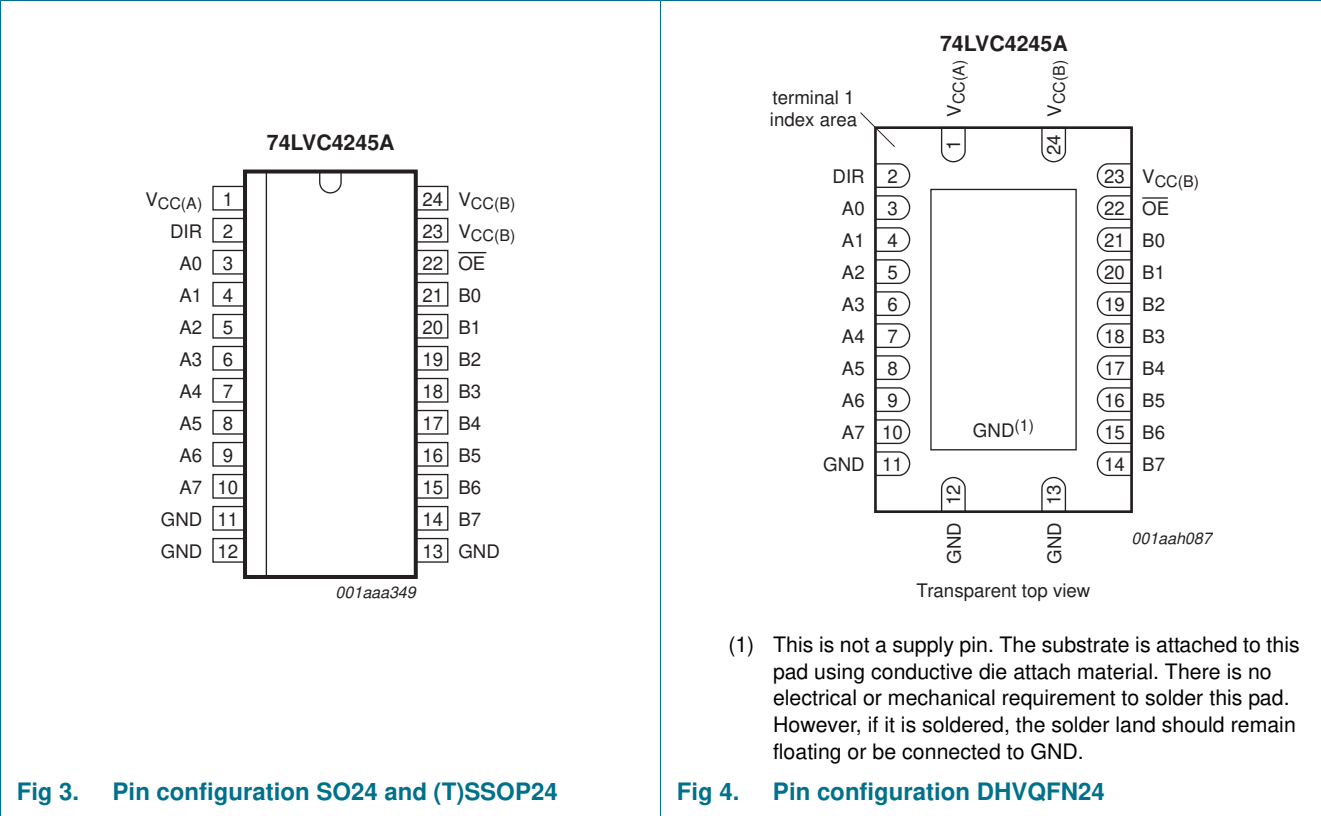 74LVC4245A
VCC(A) 1
DIR 2
A0 3
A1 4
A2 5
A3 6
A4 7
A5 8
A6 9
A7 10
GND 11
GND 12
24 VCC(B)
23 VCC(B)
22 OE
21 B0
20 B1
19 B2
18 B3
17 B4
16 B5
15 B6
14 B7
13 GND
001aaa349
Fig 3. Pin configuration SO24 and (T)SSOP24
74LVC4245A
terminal 1
index area
VCC(A)
VCC(B)
1
24
DIR 2
A0 3
A1 4
A2 5
A3 6
A4 7
A5 8
A6 9
A7 10
GND 11
23 VCC(B)
22 OE
21 B0
20 B1
19 B2
18 B3
17 B4
16 B5
15 B6
14 B7
GND(1)
12
13
GND
GND
001aah087
Transparent top view
(1) This is not a supply pin. The substrate is attached to this
pad using conductive die attach material. There is no
electrical or mechanical requirement to solder this pad.
However, if it is soldered, the solder land should remain
floating or be connected to GND.
Fig 4. Pin configuration DHVQFN24